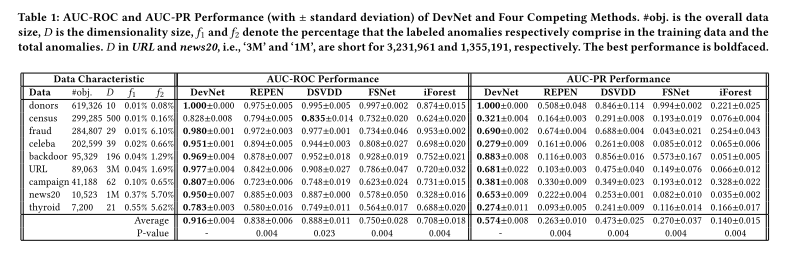 Table 1: AUC-ROC and AUC-PR Performance (with ± standard deviation) of DevNet and Four Competing Methods. #obj. is the overall data
size, D is the dimensionality size, f1 and f2 denote the percentage that the labeled anomalies respectively comprise in the training data and the
total anomalies. D in URL and news20, i.e., '3M' and '1M', are short for 3,231,961 and 1,355,191, respectively. The best performance is boldfaced.
Data Characteristic AUC-ROC Performance AUC-PR Performance
Data #obj. D f1 f2 DevNet REPEN DSVDD FSNet iForest DevNet REPEN DSVDD FSNet iForest
donors 619,326 10 0.01% 0.08% 1.000±0.000 0.975±0.005 0.995±0.005 0.997±0.002 0.874±0.015 1.000±0.000 0.508±0.048 0.846±0.114 0.994±0.002 0.221±0.025
census 299,285 500 0.01% 0.16% 0.828±0.008 0.794±0.005 0.835±0.014 0.732±0.020 0.624±0.020 0.321±0.004 0.164±0.003 0.291±0.008 0.193±0.019 0.076±0.004
fraud 284,807 29 0.01% 6.10% 0.980±0.001 0.972±0.003 0.977±0.001 0.734±0.046 0.953±0.002 0.690±0.002 0.674±0.004 0.688±0.004 0.043±0.021 0.254±0.043
celeba 202,599 39 0.02% 0.66% 0.951±0.001 0.894±0.005 0.944±0.003 0.808±0.027 0.698±0.020 0.279±0.009 0.161±0.006 0.261±0.008 0.085±0.012 0.065±0.006
backdoor 95,329 196 0.04% 1.29% 0.969±0.004 0.878±0.007 0.952±0.018 0.928±0.019 0.752±0.021 0.883±0.008 0.116±0.003 0.856±0.016 0.573±0.167 0.051±0.005
URL 89,063 3M 0.04% 1.69% 0.977±0.004 0.842±0.006 0.908±0.027 0.786±0.047 0.720±0.032 0.681±0.022 0.103±0.003 0.475±0.040 0.149±0.076 0.066±0.012
campaign 41,188 62 0.10% 0.65% 0.807±0.006 0.723±0.006 0.748±0.019 0.623±0.024 0.731±0.015 0.381±0.008 0.330±0.009 0.349±0.023 0.193±0.012 0.328±0.022
news20 10,523 1M 0.37% 5.70% 0.950±0.007 0.885±0.003 0.887±0.000 0.578±0.050 0.328±0.016 0.653±0.009 0.222±0.004 0.253±0.001 0.082±0.010 0.035±0.002
thyroid 7,200 21 0.55% 5.62% 0.783±0.003 0.580±0.016 0.749±0.011 0.564±0.017 0.688±0.020 0.274±0.011 0.093±0.005 0.241±0.009 0.116±0.014 0.166±0.017
Average 0.916±0.004 0.838±0.006 0.888±0.011 0.750±0.028 0.708±0.018 0.574±0.008 0.263±0.010 0.473±0.025 0.270±0.037 0.140±0.015
P-value - 0.004 0.023 0.004 0.004 - 0.004 0.004 0.004 0.004